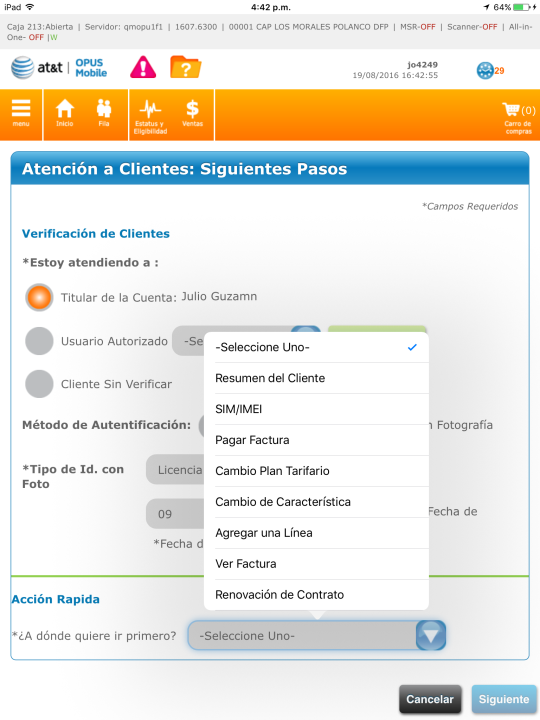 iPad 4:42 p.m. 64%
Caja 213:Abierta | Servidor: qmopu1f1 | 1607.6300 | 00001 CAP LOS MORALES POLANCO DFP | MSR-OFF | Scanner-OFF | All-in-
One- OFF |W
at&t | OPUS Mobile
jo4249
19/08/2016 16:42:55
29
menu
Inicio
Fila
Estatus y Eligibilidad
Ventas
(0)
Carro de compras
Atención a Clientes: Siguientes Pasos
*Campos Requeridos
Verificación de Clientes
*Estoy atendiendo a :
Titular de la Cuenta: Julio Guzamn
Usuario Autorizado -Se
-Seleccione Uno-
Resumen del Cliente
Cliente Sin Verificar
SIM/IMEI
Método de Autentificación:
Pagar Factura
n Fotografía
*Tipo de Id. con Foto
Licencia
Cambio Plan Tarifario
Cambio de Característica
09
Fecha de
Agregar una Línea
*Fecha d
Ver Factura
Renovación de Contrato
Acción Rapida
*¿A dónde quiere ir primero? -Seleccione Uno-
Cancelar
Siguiente